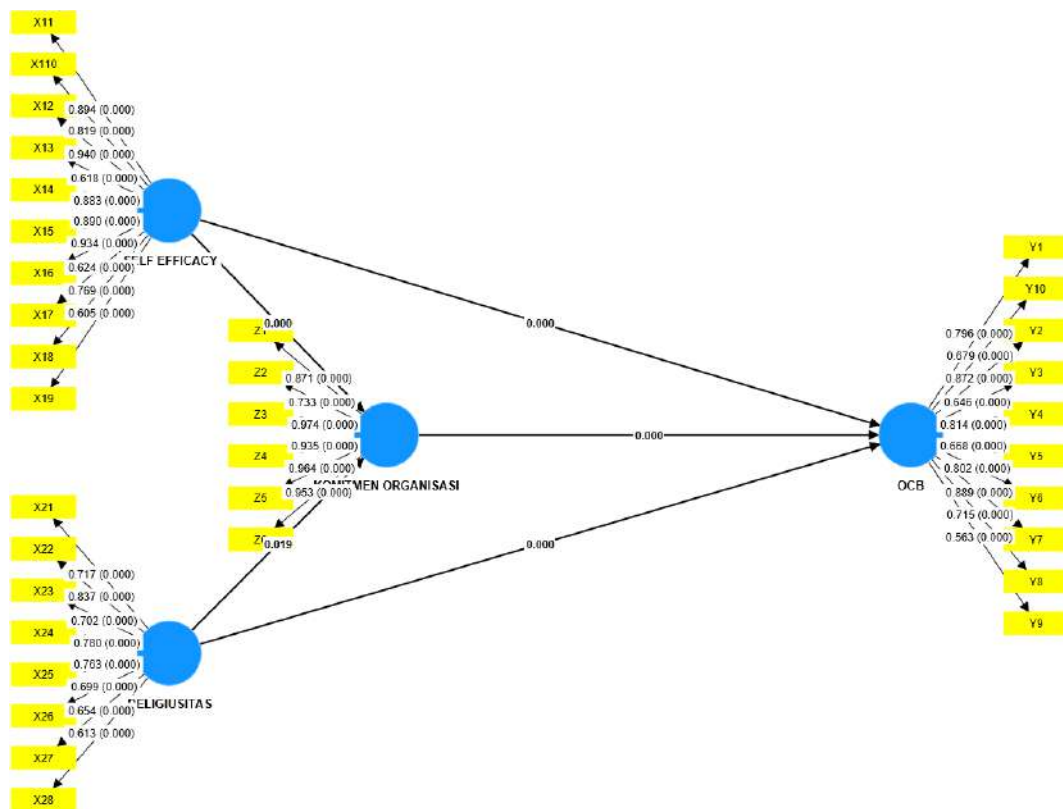 X11
X110
X12
X13
X14
X15
X16
X17
X18
X19
0.894 (0.000)
0.819 (0.000)
0.940 (0.000)
0.618 (0.000)
0.883 (0.000)
0.890 (0.000)
0.934 (0.000)
0.624 (0.000)
0.769 (0.000)
0.605 (0.000)
SELF EFFICACY
0.000
0.000
Z1
Z2
Z3
Z4
Z5
0.871 (0.000)
0.733 (0.000)
0.974 (0.000)
0.935 (0.000)
0.964 (0.000)
0.953 (0.000)
KOMITMEN ORGANISASI
0.000
0.019
0.000
X21
X22
X23
X24
X25
X26
X27
X28
0.717 (0.000)
0.837 (0.000)
0.702 (0.000)
0.780 (0.000)
0.763 (0.000)
0.699 (0.000)
0.654 (0.000)
0.613 (0.000)
RELIGIUSITAS
Y1
Y10
Y2
Y3
Y4
Y5
Y6
Y7
Y8
Y9
0.796 (0.000)
0.679 (0.000)
0.872 (0.000)
0.646 (0.000)
0.814 (0.000)
0.668 (0.000)
0.802 (0.000)
0.889 (0.000)
0.715 (0.000)
0.563 (0.000)
OCB